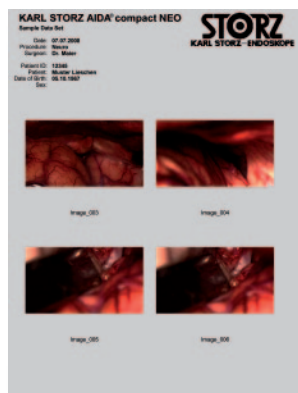 KARL STORZ AIDA® compact NEO
Sample Data Set
STORZ
KARL STORZ—ENDOSKOPE
Date: 07.07.2008
Procedure: Neuro
Surgeon: Dr. Meier
Patient ID: 12345
Patient: Muster Lieschen
Date of Birth: 05.10.1967
Sex:
Image_003
Image_004
Image_005
Image_006